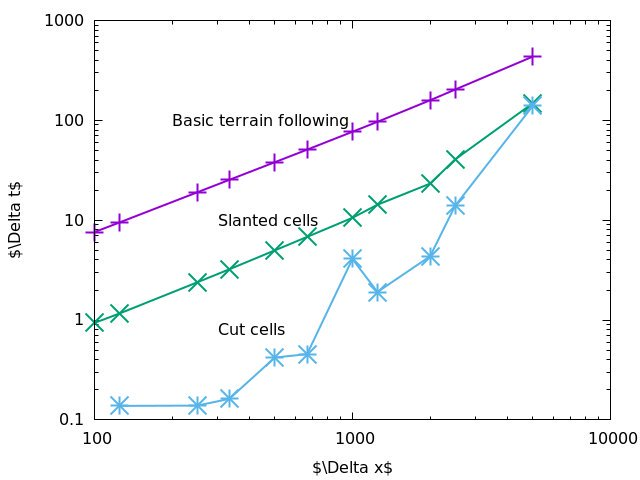 1000
100
10
1
0.1
$\Delta t$
Basic terrain following
Slanted cells
Cut cells
100
1000
10000
$\Delta x$